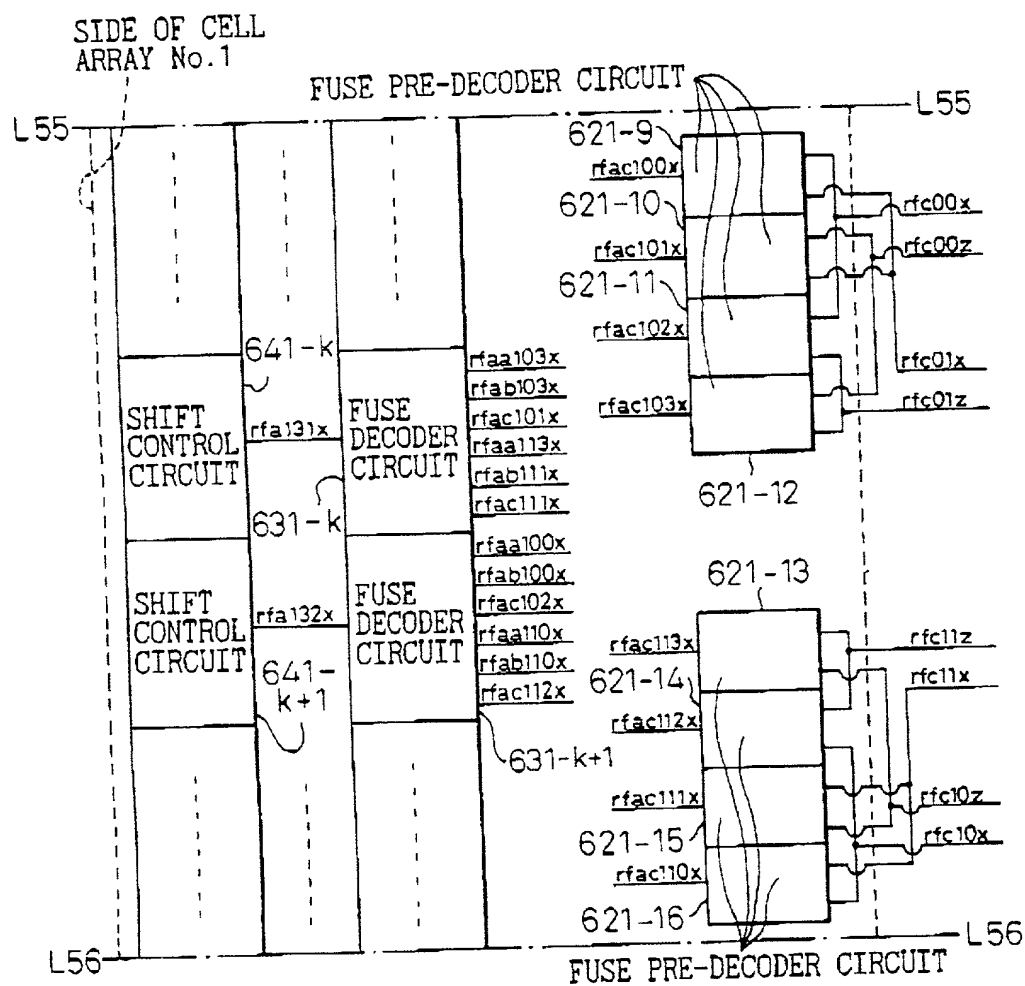 SIDE OF CELL
ARRAY No.1
FUSE PRE-DECODER CIRCUIT
L55
L55
621-9
rfac100x
621-10
rfac101x
621-11
rfac102x
rfac103x
621-12
rfc00x
rfc00z
rfc01x
rfc01z
641-k
SHIFT
CONTROL
CIRCUIT
rfa131x
FUSE
DECODER
CIRCUIT
631-k
rfaa103x
rfab103x
rfac101x
rfaa113x
rfab111x
rfac111x
SHIFT
CONTROL
CIRCUIT
rfa132x
FUSE
DECODER
CIRCUIT
641-
k+1
rfaa100x
rfab100x
rfac102x
rfaa110x
rfab110x
rfac112x
631-k+1
621-13
rfac113x
621-14
rfac112x
rfac111x
621-15
rfac110x
621-16
rfc11z
rfc11x
rfc10z
rfc10x
L56
L56
FUSE PRE-DECODER CIRCUIT